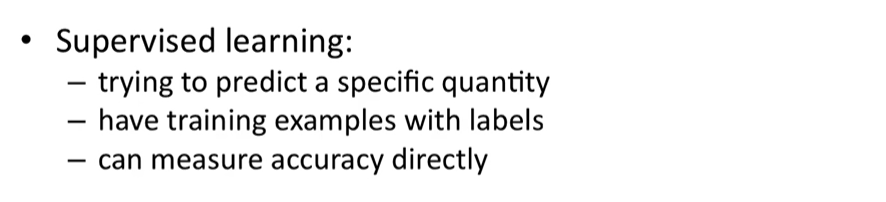 • Supervised learning:
– trying to predict a specific quantity
– have training examples with labels
– can measure accuracy directly